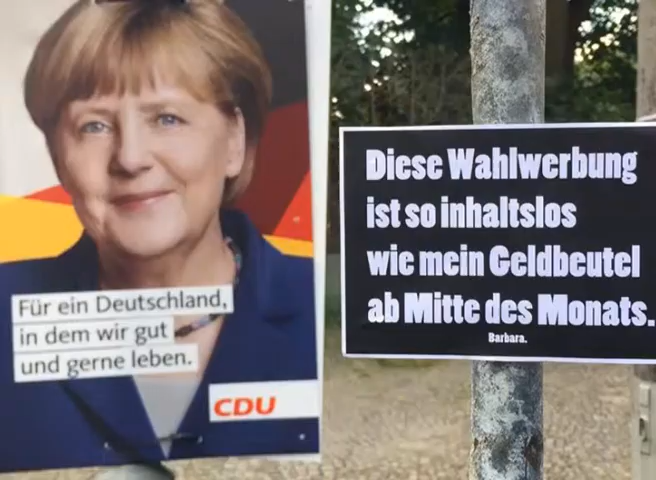 Für ein Deutschland,
in dem wir gut
und gerne leben.
CDU
Diese Wahlwerbung
ist so inhaltslos
wie mein Geldbeutel
ab Mitte des Monats.
Barbara.